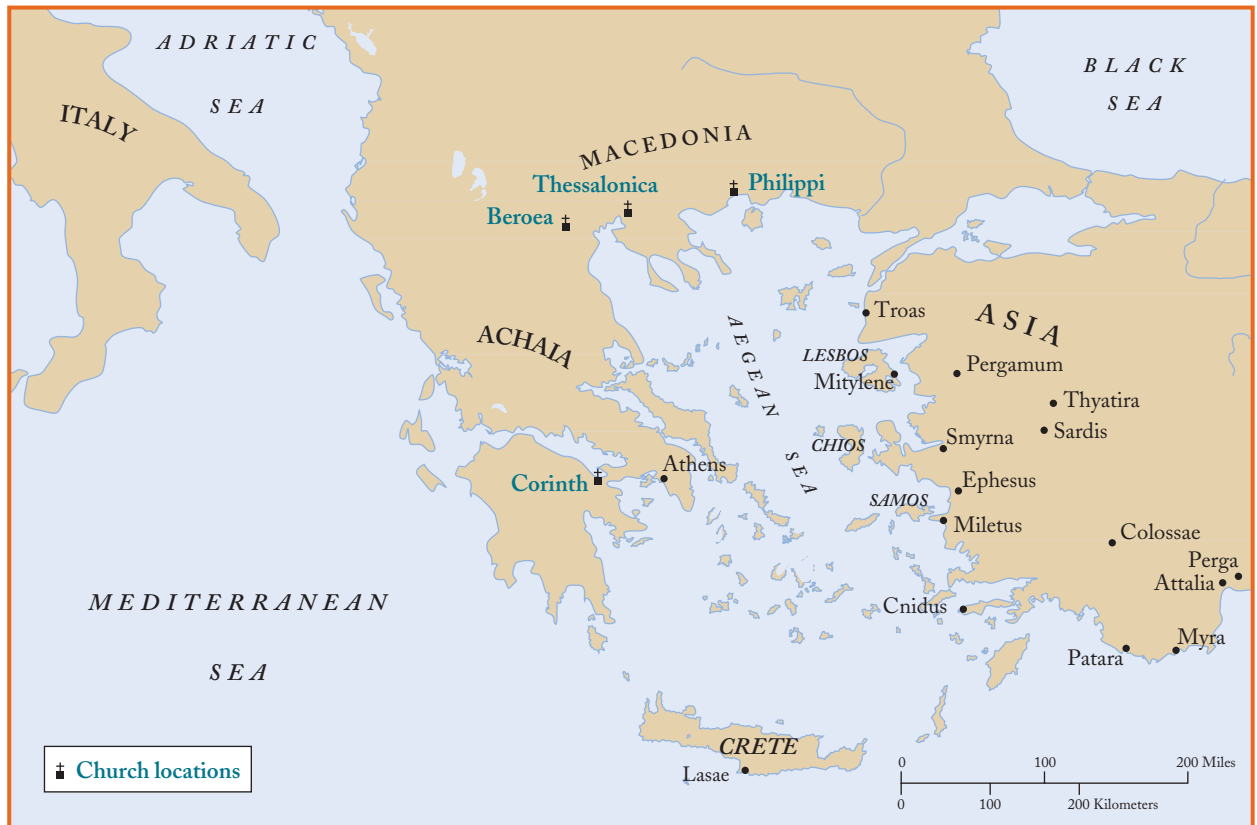 ADRIATIC
SEA
BLACK
SEA
ITALY
MACEDONIA
Thessalonica
Philippi
Beroea
Troas
ASIA
AEGEAN
SEA
ACHAIA
LESBOS
Mitylene
Pergamum
Thyatira
Sardis
CHIOS
Smyrna
Athens
Corinth
Ephesus
SAMOS
Miletus
Colossae
Perga
Attalia
MEDITERRANEAN
SEA
Cnidus
Myra
Patara
CRETE
Lasae
Church locations
0 100 200 Miles
0 100 200 Kilometers